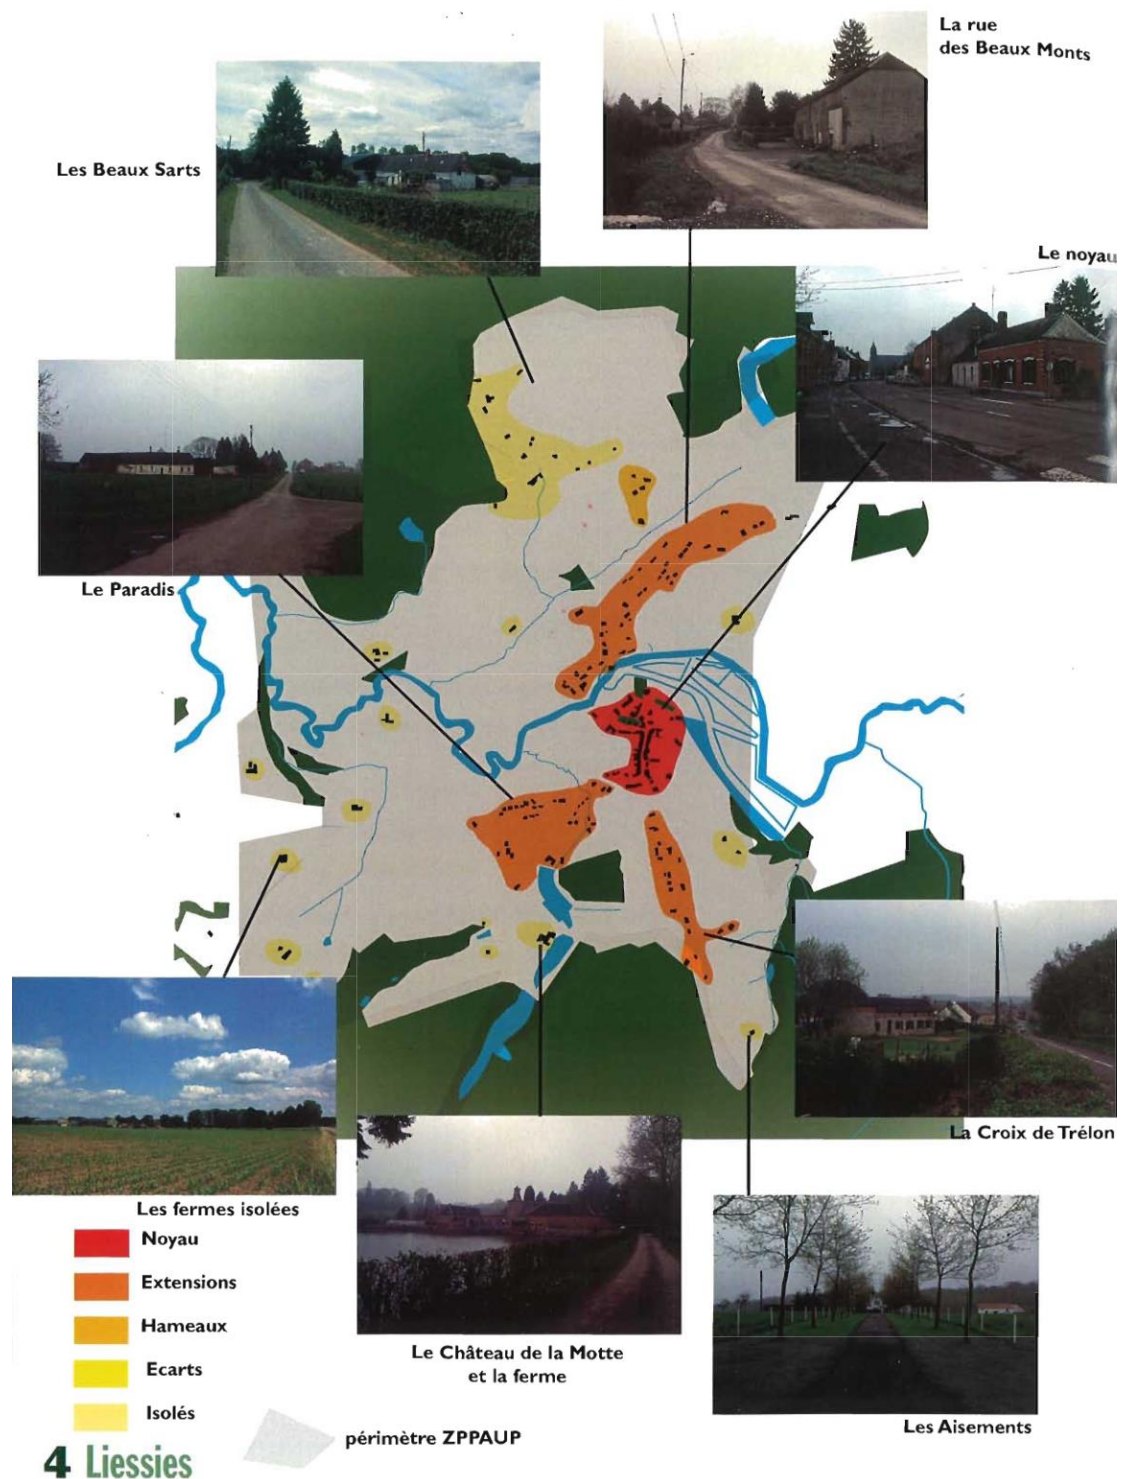 La rue
des Beaux Monts
Les Beaux Sarts
Le noyau
Le Paradis
La Croix de Trélon
Les fermes isolées
Noyau
Extensions
Hameaux
Ecarts
Isolés
Le Château de la Motte
et la ferme
Les Aisements
périmètre ZPPAUP
4 Liessies